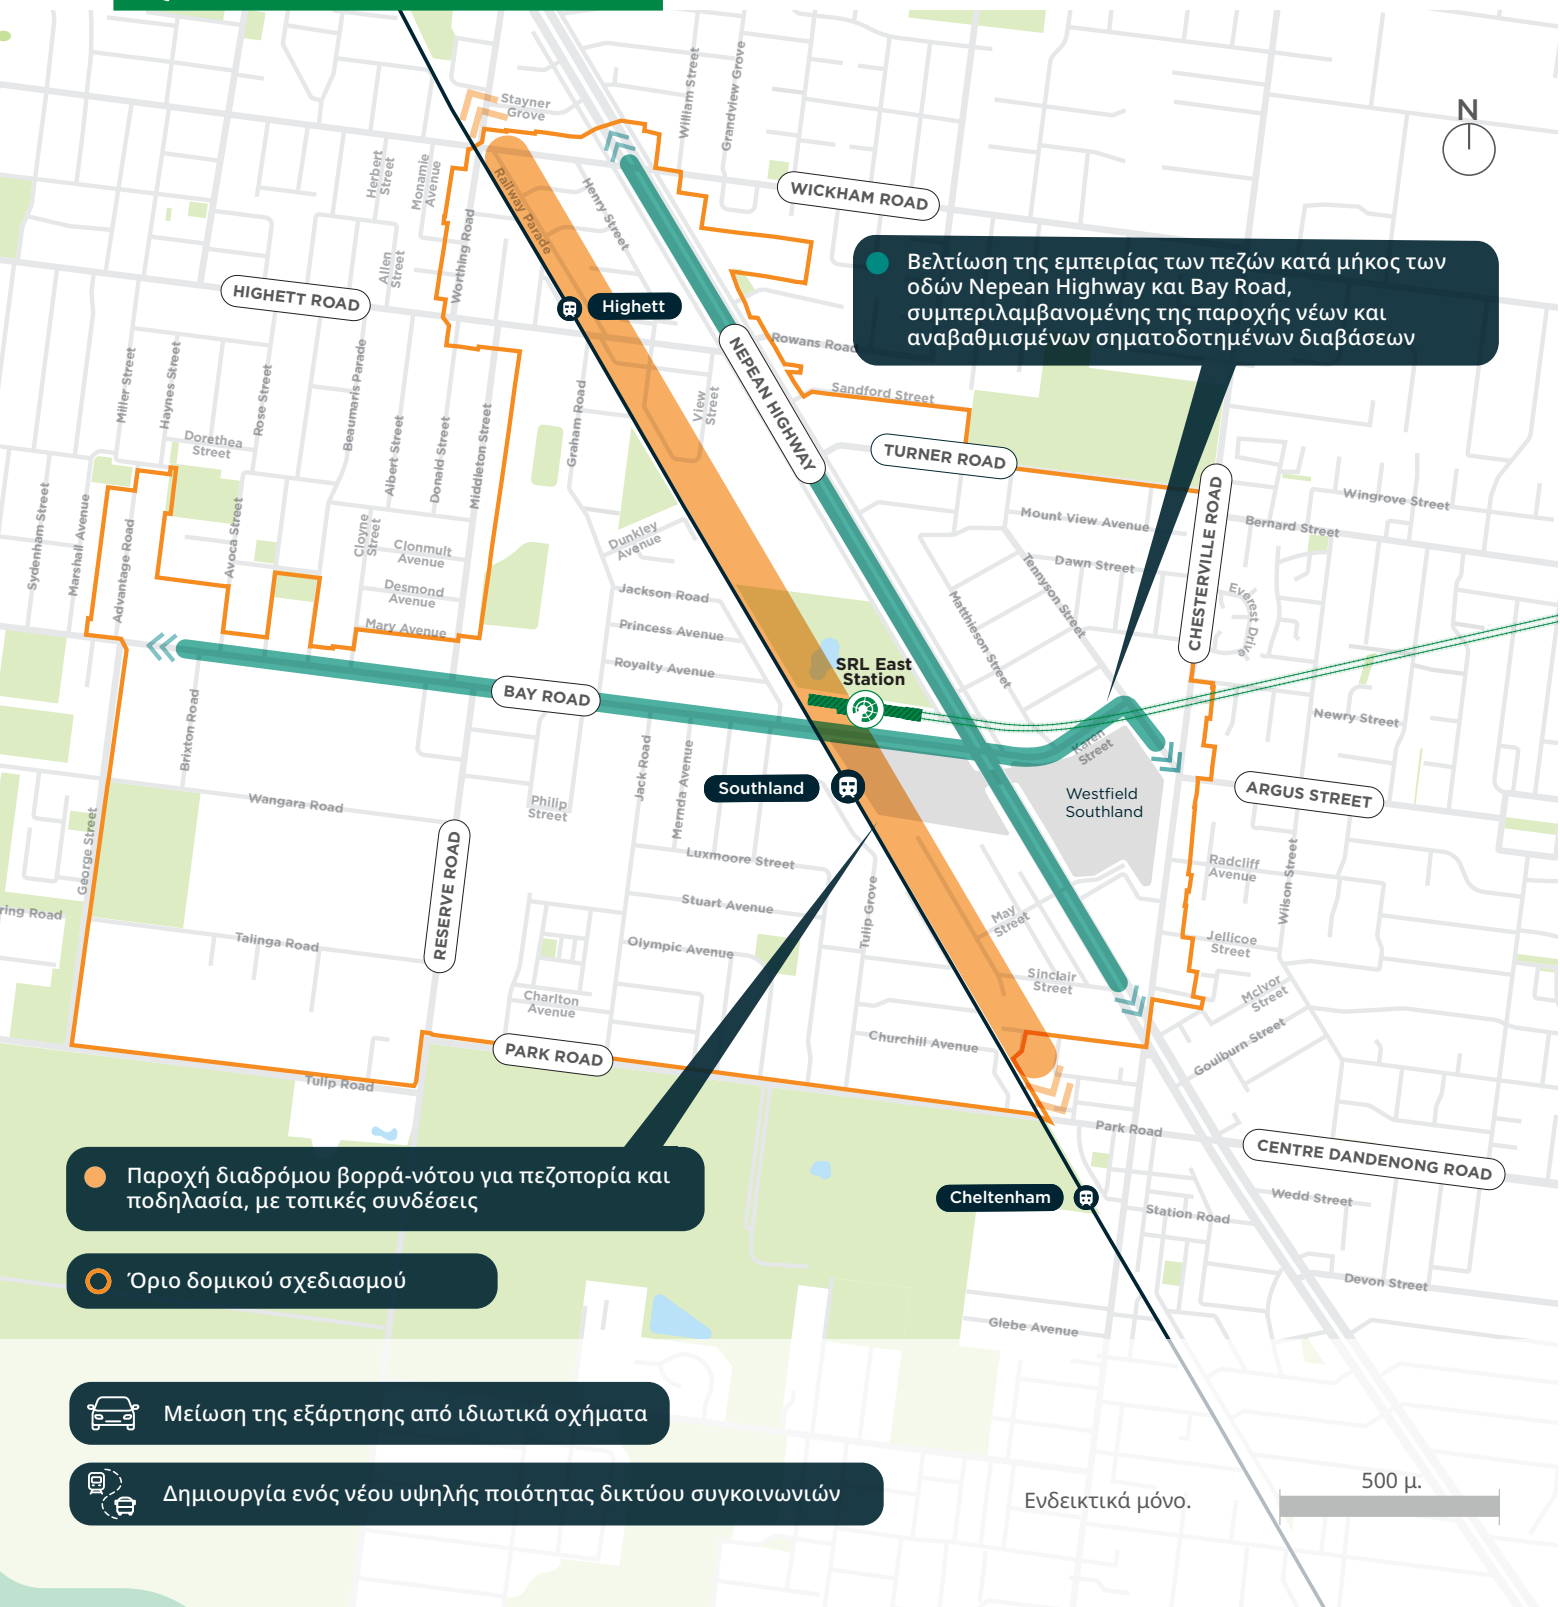 Stayner
Grove
William Street
Grandview Grove
N
Herbert
Street
Monamie
Avenue
Railway Parade
Henry Street
WICKHAM ROAD
Worthing Road
Allen
Street
Βελτίωση της εμπειρίας των πεζών κατά μήκος των
οδών Nepean Highway και Bay Road,
συμπεριλαμβανομένης της παροχής νέων και
αναβαθμισμένων σηματοδοτημένων διαβάσεων
HIGHETT ROAD
Highett
Rowans Road
NEPEAN HIGHWAY
Miller Street
Haynes Street
Rose Street
Beaumaris Parade
Sandford Street
View
Street
Graham Road
Albert Street
Donald Street
Middleton Street
Dorethea
Street
TURNER ROAD
CHESTERVILLE ROAD
Wingrove Street
Sydenham Street
Marshall Avenue
Advantage Road
Avoca Street
Cloyne
Street
Clonmult
Avenue
Dunkley
Avenue
Mount View Avenue
Bernard Street
Dawn Street
Tennyson Street
Desmond
Avenue
Jackson Road
Matthieson Street
Everest Drive
Mary Avenue
Princess Avenue
Royalty Avenue
SRL East
Station
BAY ROAD
Brixton Road
Newry Street
Karen
Street
Jack Road
Mernda Avenue
Southland
Westfield
Southland
ARGUS STREET
Wangara Road
Philip
Street
George Street
RESERVE ROAD
Luxmoore Street
Radcliff
Avenue
Wilson Street
Stuart Avenue
Tulip Grove
May
Street
ring Road
Talinga Road
Olympic Avenue
Jellicoe
Street
Sinclair
Street
McIvor
Street
Charlton
Avenue
Churchill Avenue
Goulburn Street
PARK ROAD
Tulip Road
Park Road
CENTRE DANDENONG ROAD
Παροχή διαδρόμου βορρά-νότου για πεζοπορία και
ποδηλασία, με τοπικές συνδέσεις
Cheltenham
Wedd Street
Station Road
Όριο δομικού σχεδιασμού
Devon Street
Glebe Avenue
Μείωση της εξάρτησης από ιδιωτικά οχήματα
Δημιουργία ενός νέου υψηλής ποιότητας δικτύου συγκοινωνιών
Ενδεικτικά μόνο.
500 μ.